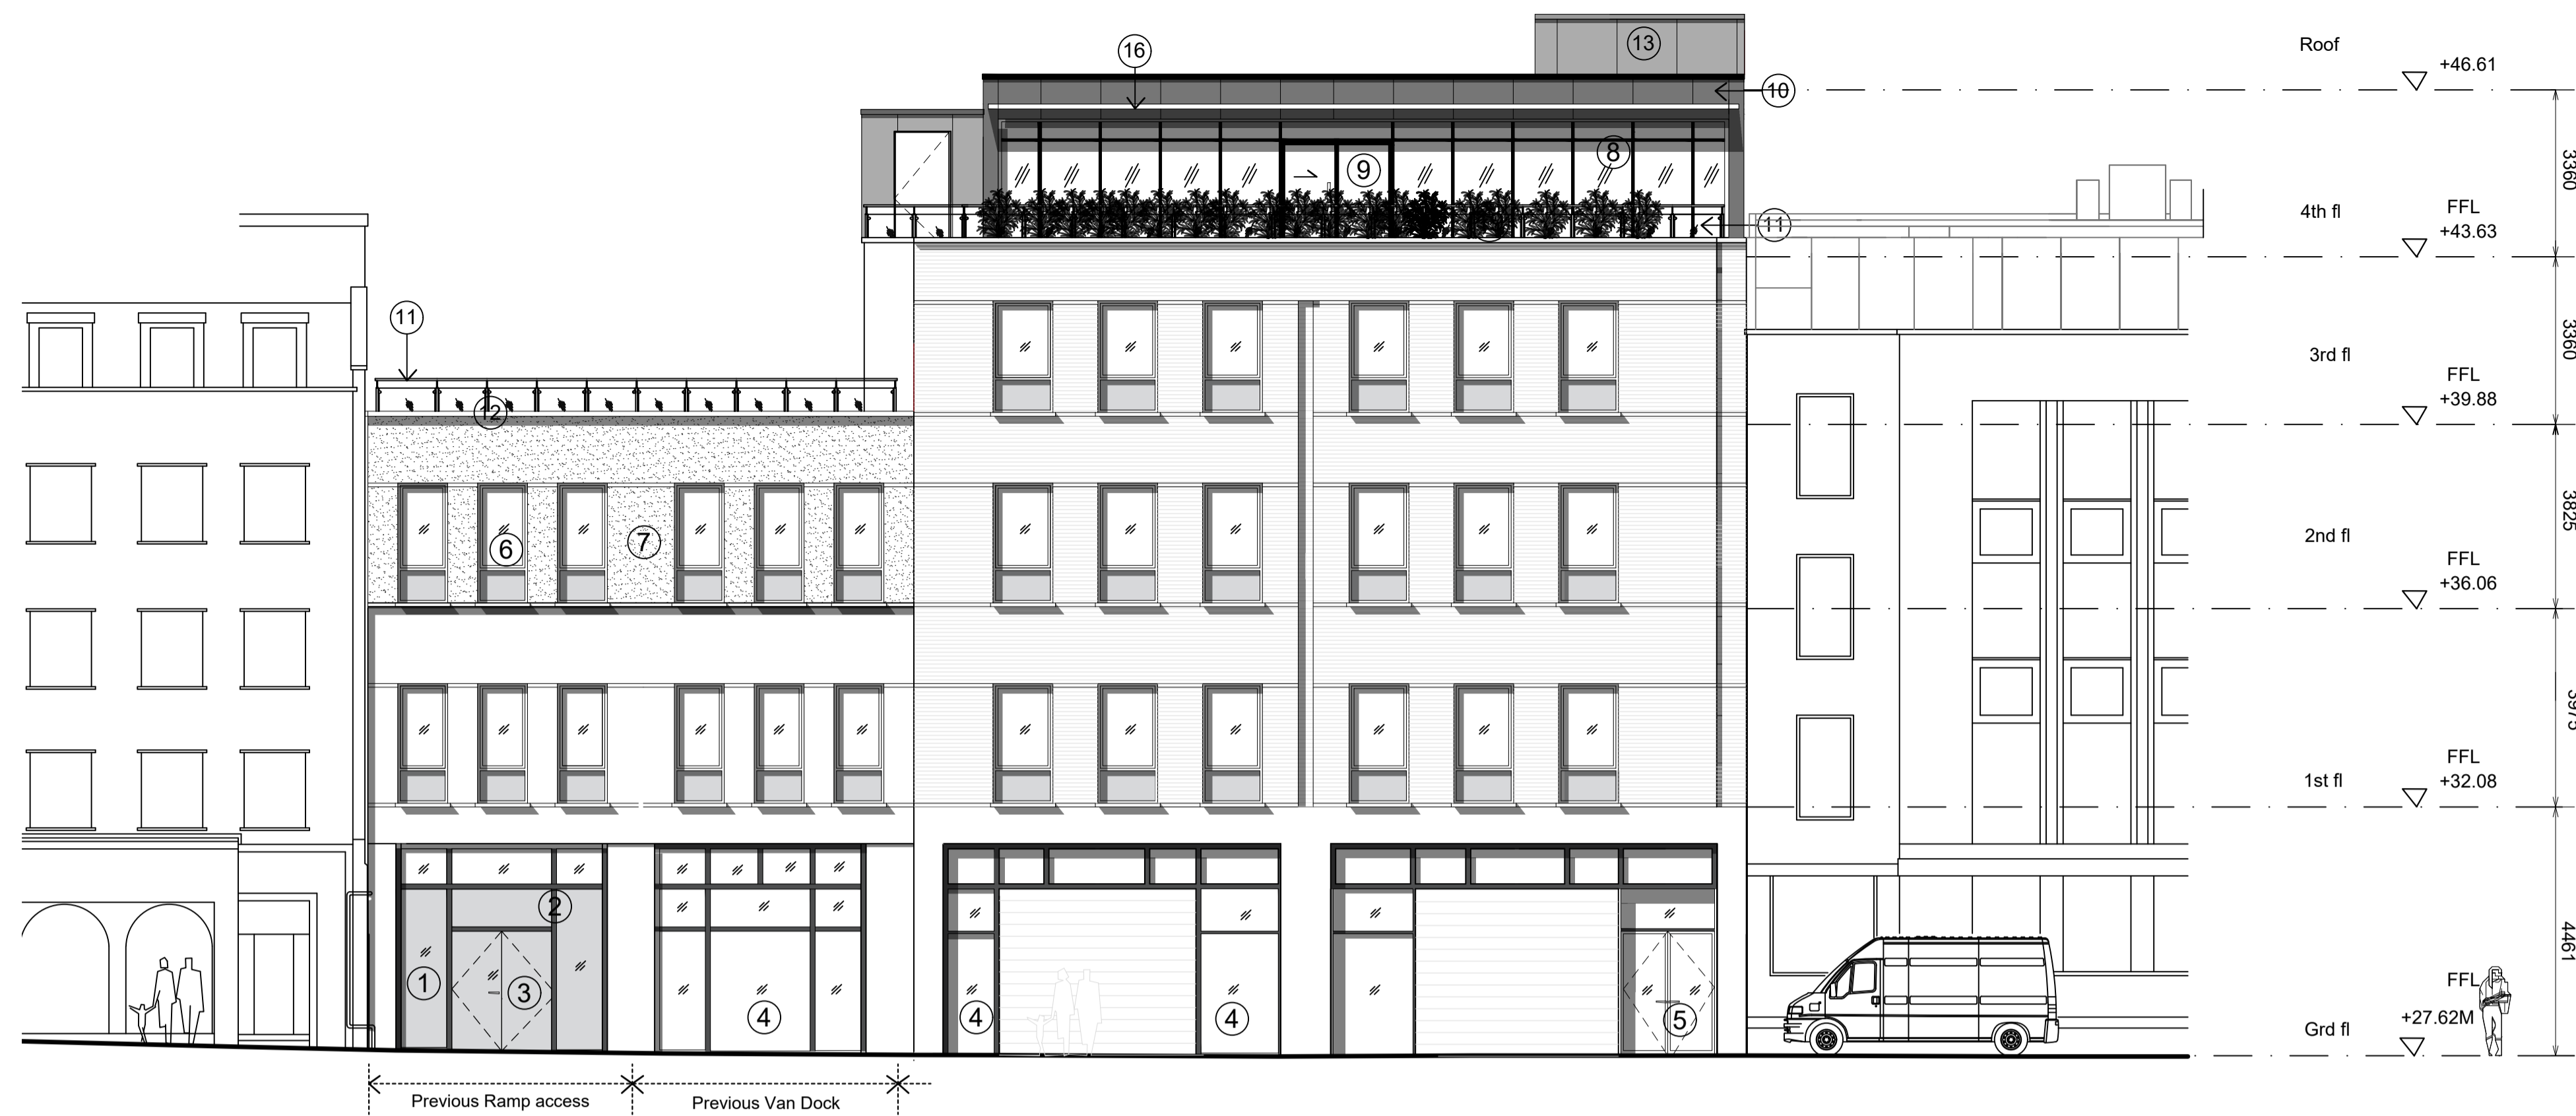 Roof
+46.61
13
16
10
3360
8
9
4th fl
FFL
+43.63
11
11
3360
3rd fl
FFL
+39.88
12
3825
6
7
2nd fl
FFL
+36.06
3975
1st fl
FFL
+32.08
2
4461
1
3
4
4
4
5
FFL
+27.62M
Grd fl
Previous Ramp access
Previous Van Dock